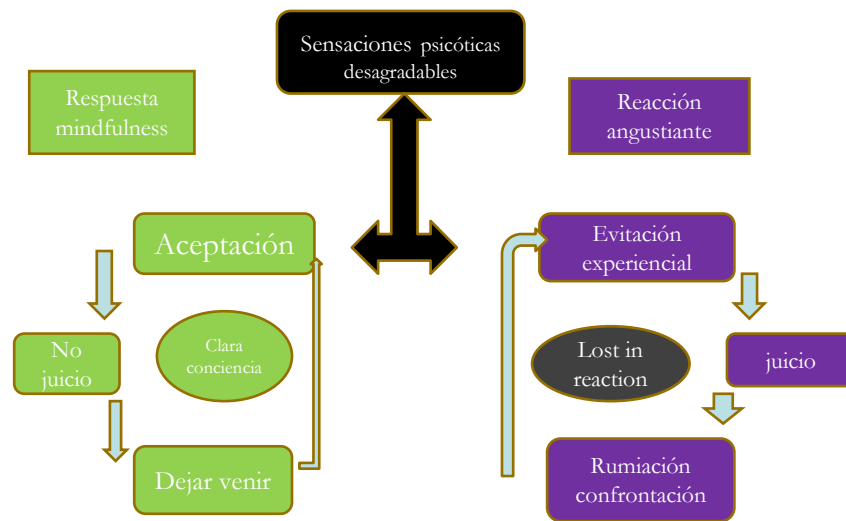 Sensaciones psicóticas
desagradables
Respuesta
mindfulness
Reacción
angustiante
Aceptación
Evitación
experiencial
No
juicio
Clara
conciencia
Lost in
reaction
juicio
Dejar venir
Rumiación
confrontación